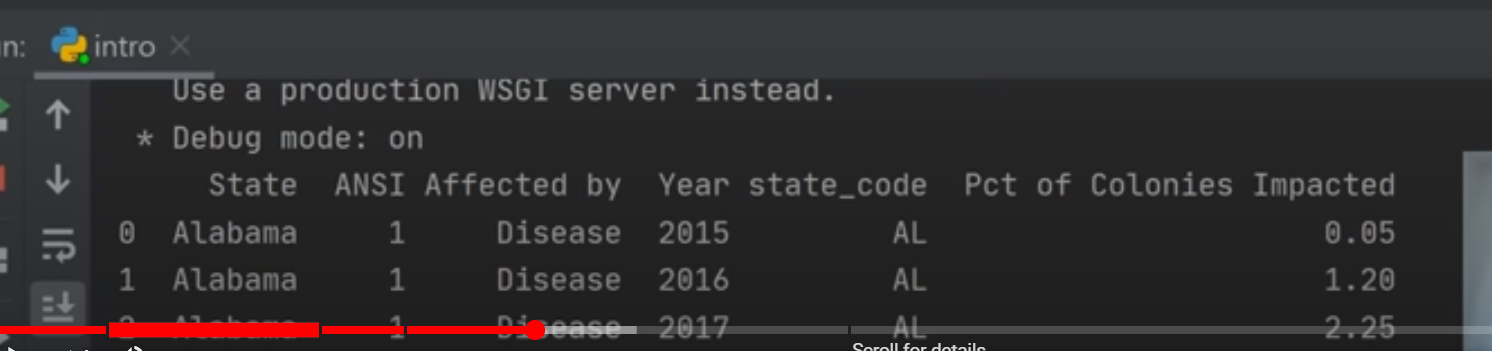 intro
Use a production WSGI server instead.
* Debug mode: on
State ANSI Affected by Year state_code Pct of Colonies Impacted
0 Alabama 1 Disease 2015 AL 0.05
1 Alabama 1 Disease 2016 AL 1.20
2 Alabama 1 Disease 2017 AL 2.25
Scroll for details